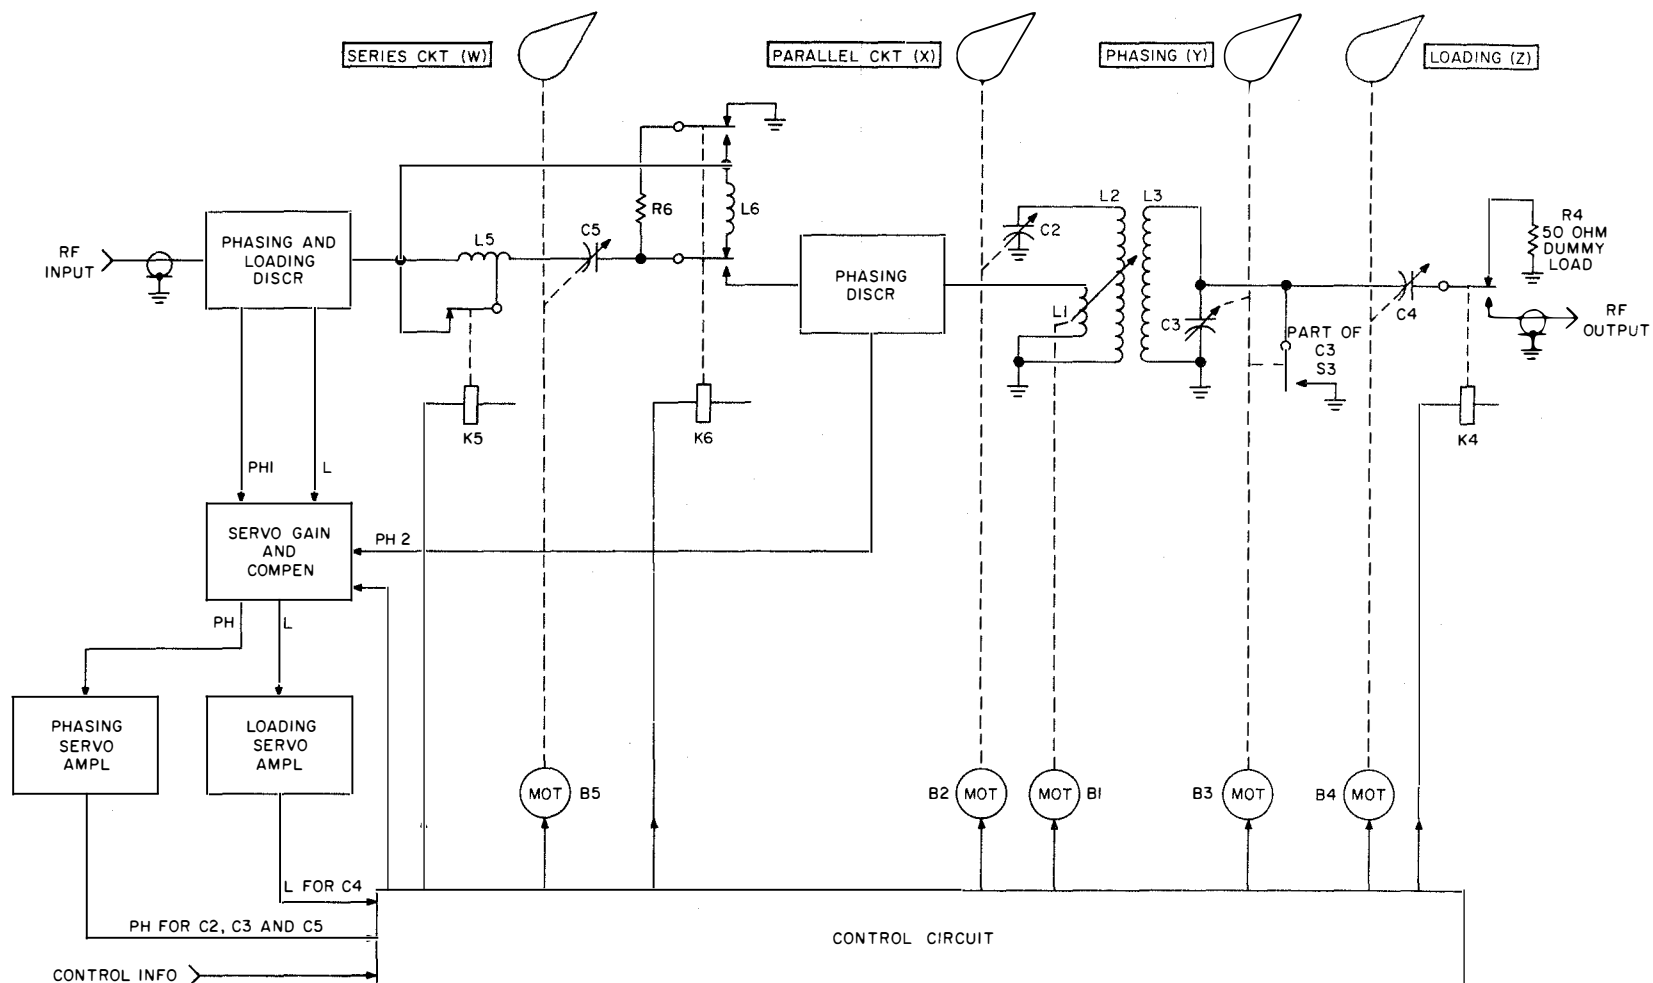 SERIES CKT (W)
PARALLEL CKT (X)
PHASING (Y)
LOADING (Z)
RF
INPUT
PHASING AND
LOADING
DISCR
L5
C5
R6
L6
PHASING
DISCR
C2
L2
L3
L1
C3
PART OF
C3
S3
C4
R4
50 OHM
DUMMY
LOAD
RF
OUTPUT
K5
K6
K4
PH1
L
SERVO GAIN
AND
COMPEN
PH 2
PH
L
PHASING
SERVO
AMPL
LOADING
SERVO
AMPL
MOT
B5
B2
MOT
MOT
B1
B3
MOT
B4
MOT
L FOR C4
PH FOR C2, C3 AND C5
CONTROL INFO
CONTROL CIRCUIT